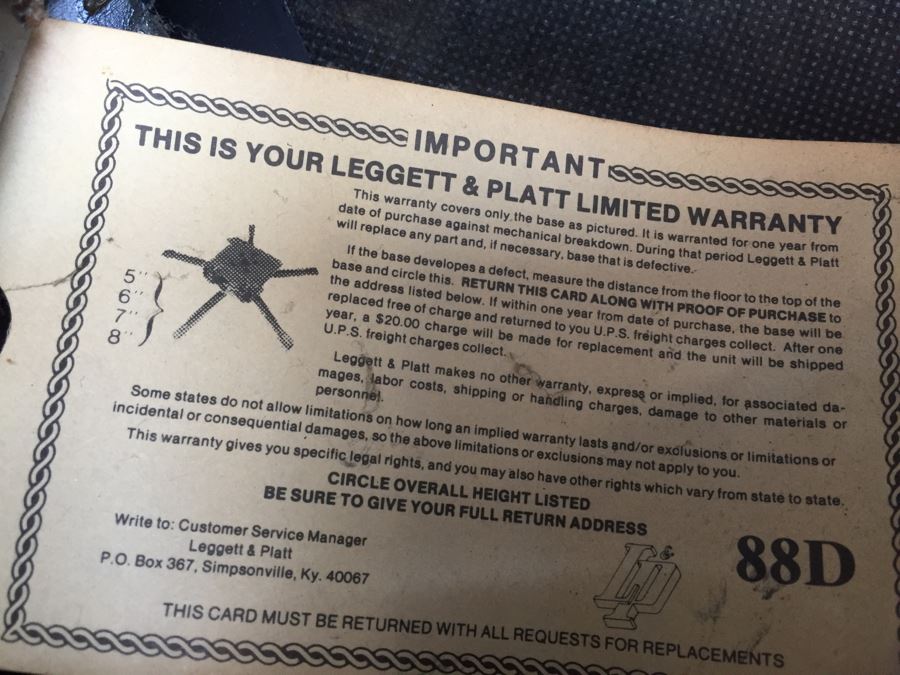 IMPORTANT
THIS IS YOUR LEGGETT & PLATT LIMITED WARRANTY
This warranty covers only the base as pictured. It is warranted for one year from
date of purchase against mechanical breakdown. During that period Leggett & Platt
will replace any part and, if necessary, base that is defective.
If the base developes a defect, measure the distance from the floor to the top of the
base and circle this. RETURN THIS CARD ALONG WITH PROOF OF PURCHASE to
the address listed below. If within one year from date of purchase, the base will be
replaced free of charge and returned to you U.P.S. freight charges collect. After one
year, a $20.00 charge will be made for replacement and the unit will be shipped
U.P.S. freight charges collect.
5"
6"
7"
8"
Leggett & Platt makes no other warranty, express or implied, for associated da-
mages, labor costs, shipping or handling charges, damage to other materials or
personnel.
Some states do not allow limitations on how long an implied warranty lasts and/or exclusions or limitations or
incidental or consequential damages, so the above limitations or exclusions may not apply to you.
This warranty gives you specific legal rights, and you may also have other rights which vary from state to state.
CIRCLE OVERALL HEIGHT LISTED
BE SURE TO GIVE YOUR FULL RETURN ADDRESS
Write to: Customer Service Manager
Leggett & Platt
P.O. Box 367, Simpsonville, Ky. 40067
L&P
88D
THIS CARD MUST BE RETURNED WITH ALL REQUESTS FOR REPLACEMENTS